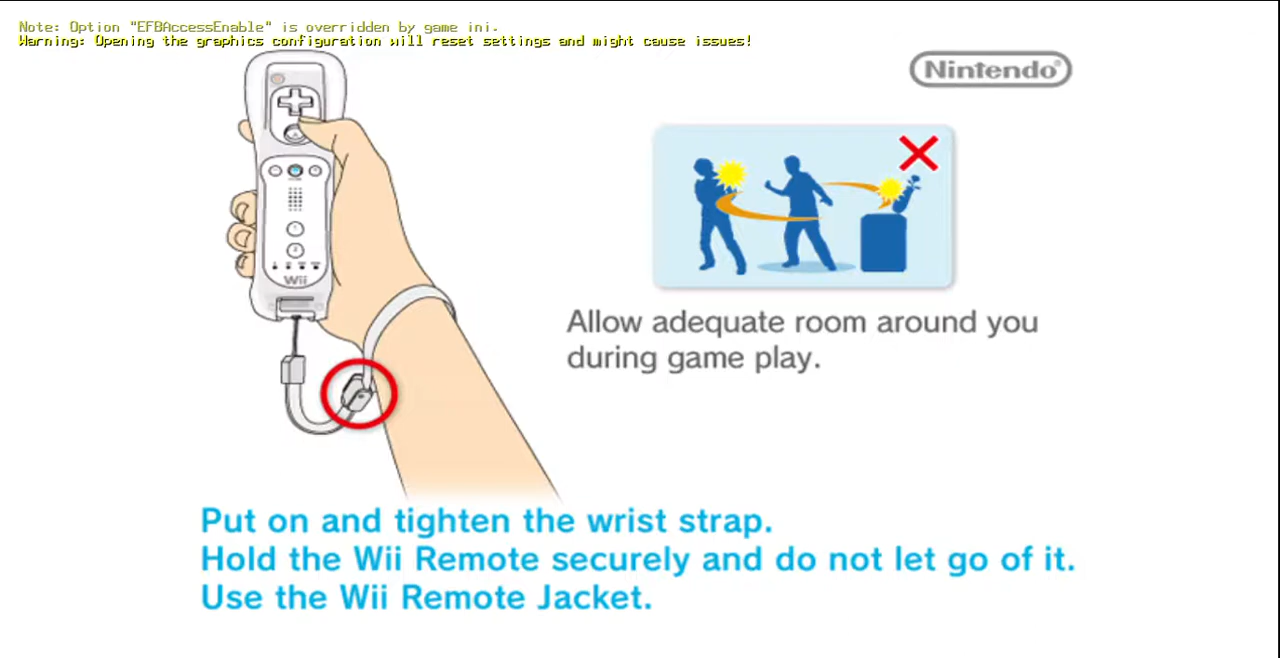 Note: Option "EFBAccessEnable" is overridden by game ini.
Warning: Opening the graphics configuration will reset settings and might cause issues!
Nintendo®
Wii
Allow adequate room around you
during game play.
Put on and tighten the wrist strap.
Hold the Wii Remote securely and do not let go of it.
Use the Wii Remote Jacket.